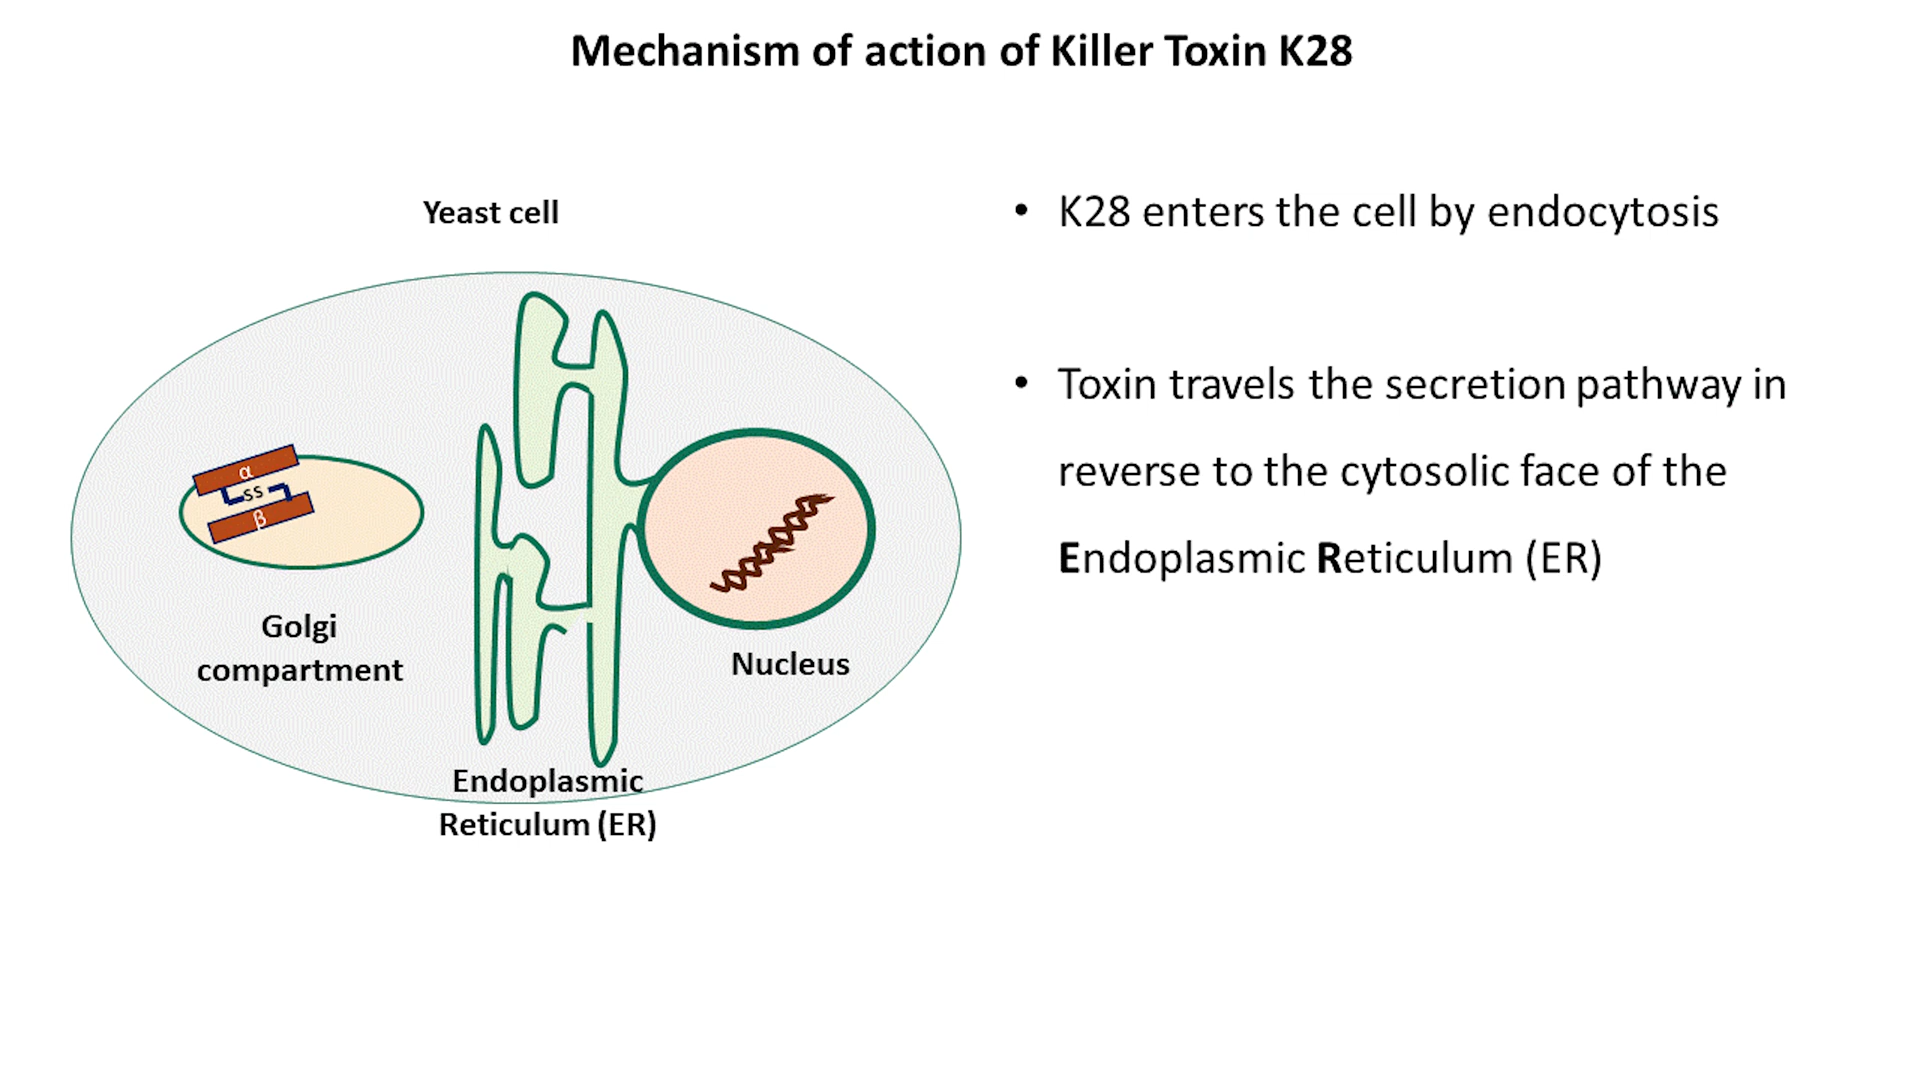 Mechanism of action of Killer Toxin K28
Yeast cell
α
SS
β
Golgi
compartment
Endoplasmic
Reticulum (ER)
Nucleus
• K28 enters the cell by endocytosis
• Toxin travels the secretion pathway in
reverse to the cytosolic face of the
Endoplasmic Reticulum (ER)